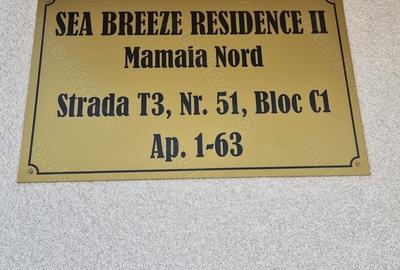 SEA BREEZE RESIDENCE II
Mamaia Nord
Strada T3, Nr. 51, Bloc C1
Ap. 1-63